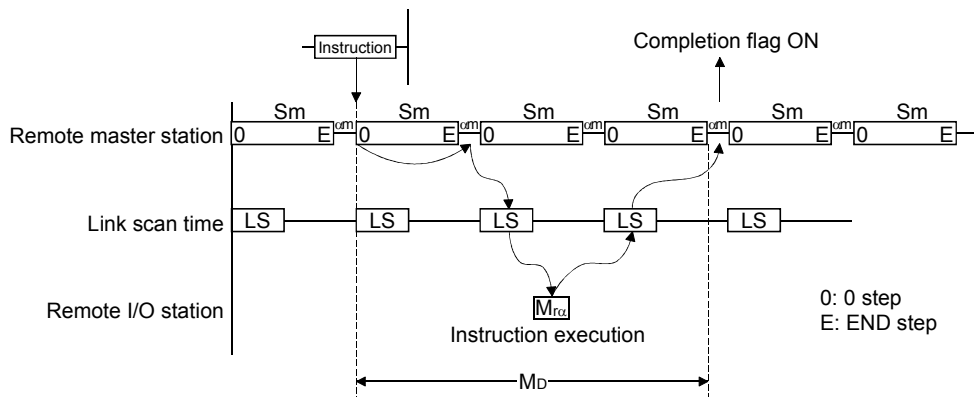 Instruction
Completion flag ON
Sm Sm Sm Sm Sm Sm
Remote master station 0 E αm 0 E αm 0 E αm 0 E αm 0 E αm 0 E
Link scan time LS LS LS LS LS
Remote I/O station Mrα
Instruction execution
0: 0 step
E: END step
MD